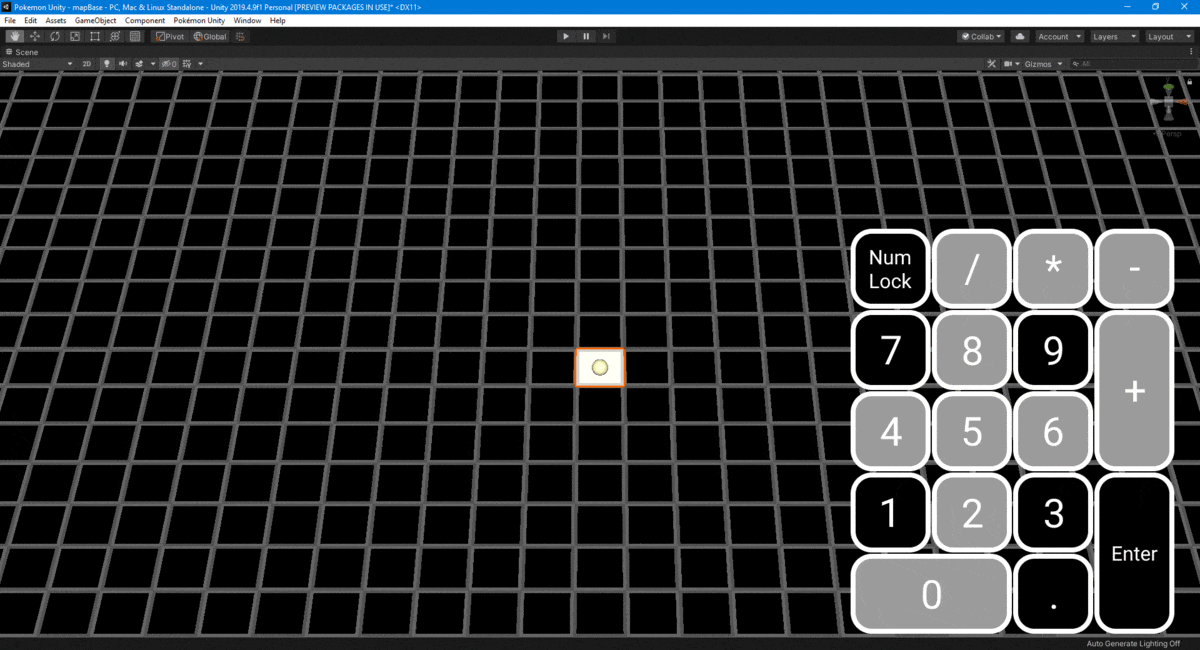 Pokemon Unity - mapBase - PC, Mac & Linux Standalone - Unity 2019.4.9f1 Personal [PREVIEW PACKAGES IN USE]* <DX11>
File Edit Assets GameObject Component Pokémon Unity Window Help
Pivot Global Collab Account Layers Layout
Scene
Shaded 2D 0 Gizmos All
Persp
Num Lock / * -
7 8 9 +
4 5 6
1 2 3 Enter
0 .
Auto Generate Lighting Off